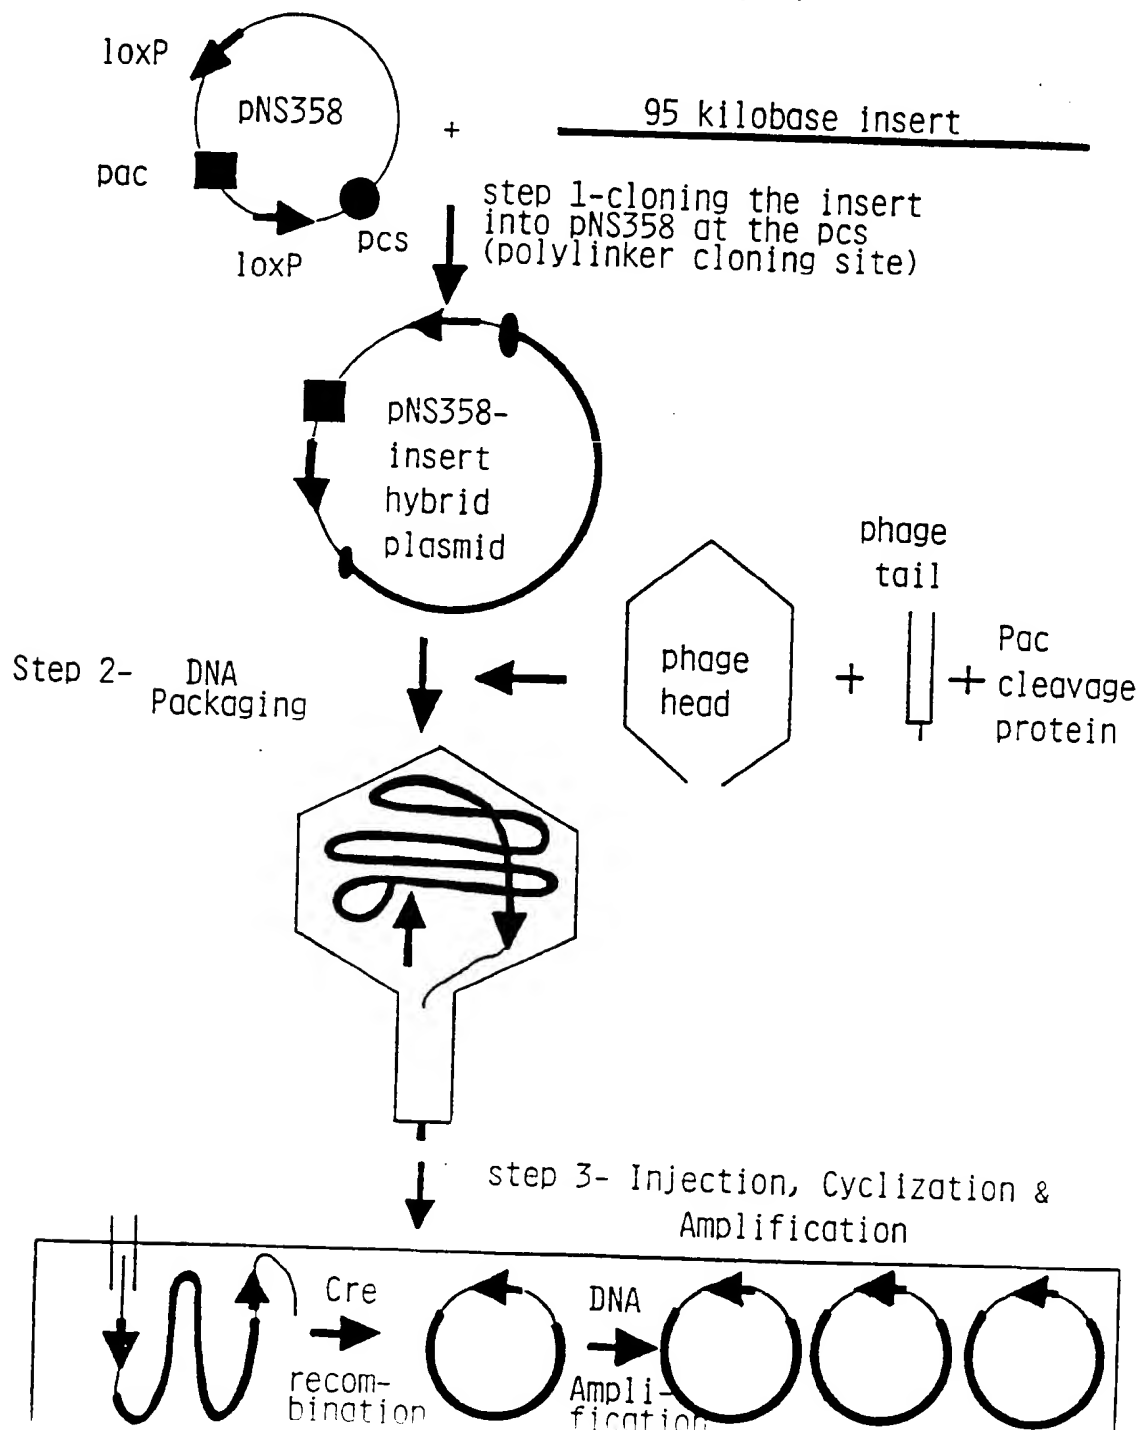 loxP
pNS358
+
95 kilobase insert
pac
loxP
pcs
step 1-cloning the insert
into pNS358 at the pcs
(polylinker cloning site)
pNS358-
insert
hybrid
plasmid
phage
tail
phage
head
+
+
Pac
cleavage
protein
Step 2- DNA
Packaging
step 3- Injection, Cyclization &
Amplification
Cre
recom-
bination
DNA
Ampli-
fication